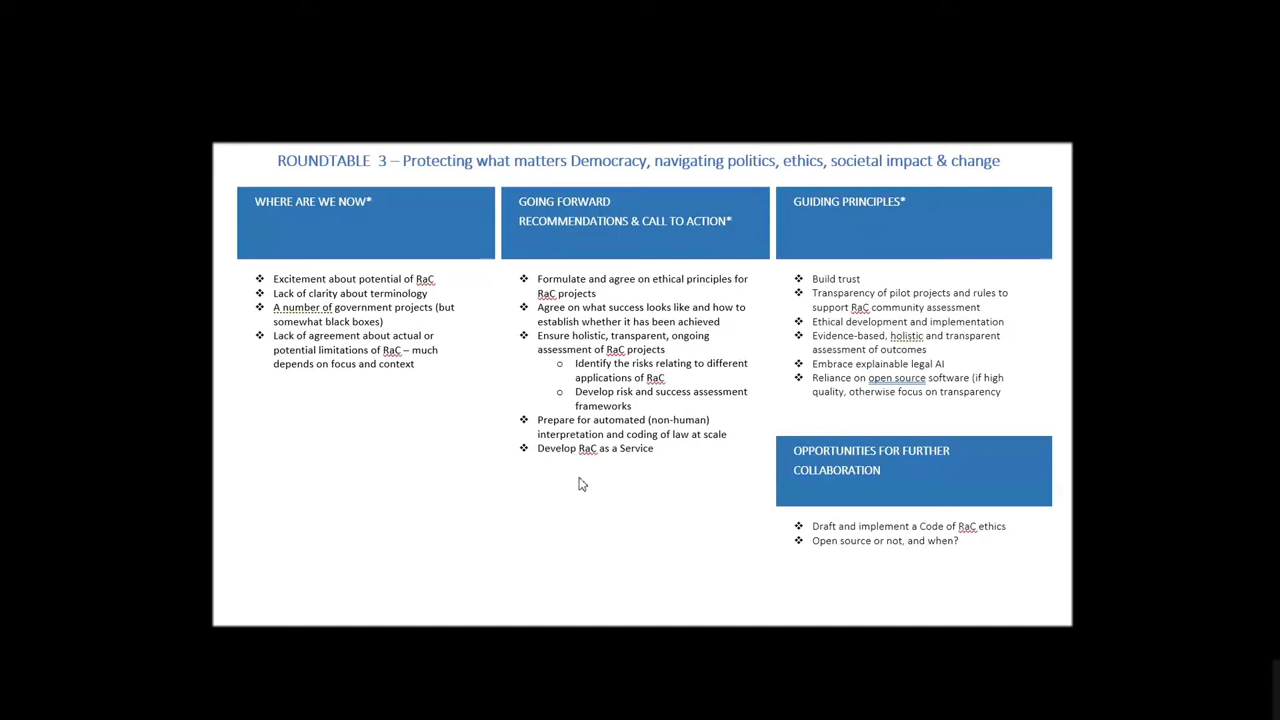 ROUNDTABLE 3 – Protecting what matters Democracy, navigating politics, ethics, societal impact & change
WHERE ARE WE NOW*
❖ Excitement about potential of RaC
❖ Lack of clarity about terminology
❖ A number of government projects (but
somewhat black boxes)
❖ Lack of agreement about actual or
potential limitations of RaC – much
depends on focus and context
GOING FORWARD
RECOMMENDATIONS & CALL TO ACTION*
❖ Formulate and agree on ethical principles for
RaC projects
❖ Agree on what success looks like and how to
establish whether it has been achieved
❖ Ensure holistic, transparent, ongoing
assessment of RaC projects
o Identify the risks relating to different
applications of RaC
o Develop risk and success assessment
frameworks
❖ Prepare for automated (non-human)
interpretation and coding of law at scale
❖ Develop RaC as a Service
GUIDING PRINCIPLES*
❖ Build trust
❖ Transparency of pilot projects and rules to
support RaC community assessment
❖ Ethical development and implementation
❖ Evidence-based, holistic and transparent
assessment of outcomes
❖ Embrace explainable legal AI
❖ Reliance on open source software (if high
quality, otherwise focus on transparency
OPPORTUNITIES FOR FURTHER
COLLABORATION
❖ Draft and implement a Code of RaC ethics
❖ Open source or not, and when?